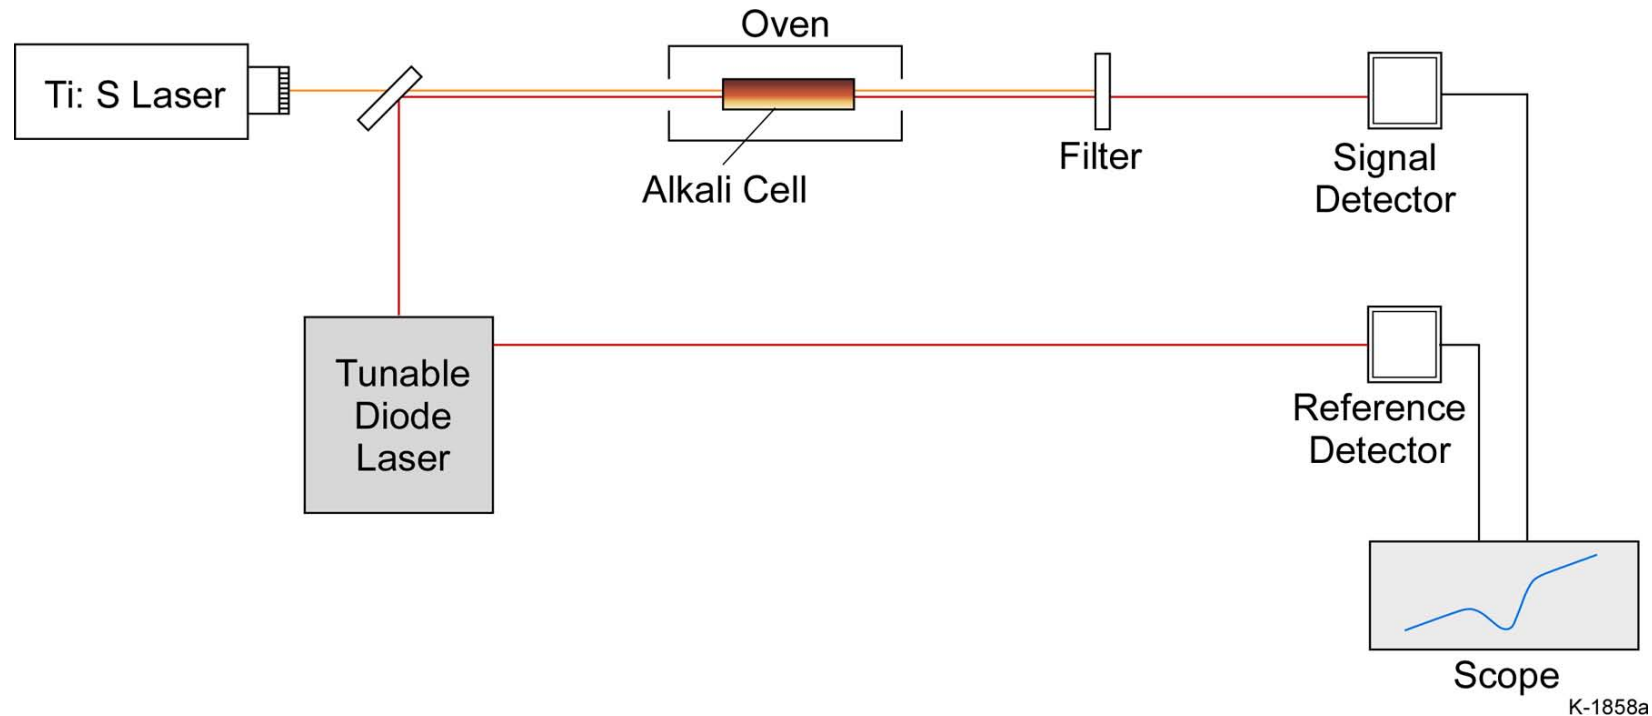 Oven
Ti: S Laser
Alkali Cell
Filter
Signal
Detector
Tunable
Diode
Laser
Reference
Detector
Scope
K-1858a